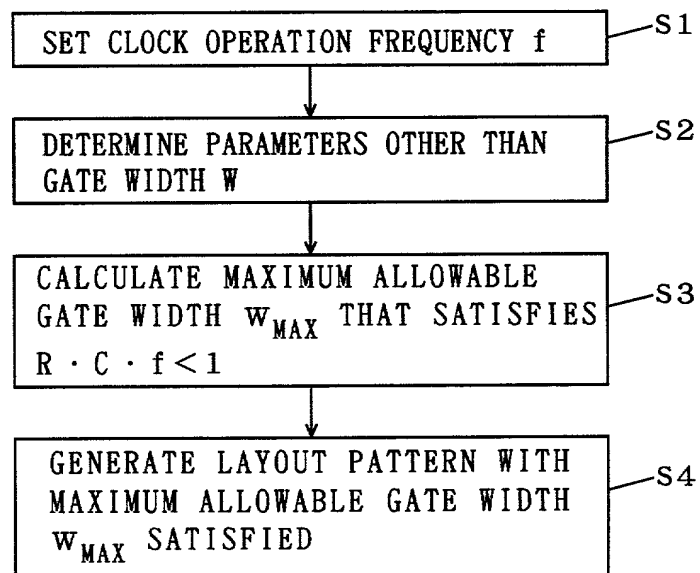 SET CLOCK OPERATION FREQUENCY f
S1
DETERMINE PARAMETERS OTHER THAN
GATE WIDTH W
S2
CALCULATE MAXIMUM ALLOWABLE
GATE WIDTH WMAX THAT SATISFIES
R · C · f < 1
S3
GENERATE LAYOUT PATTERN WITH
MAXIMUM ALLOWABLE GATE WIDTH
WMAX SATISFIED
S4